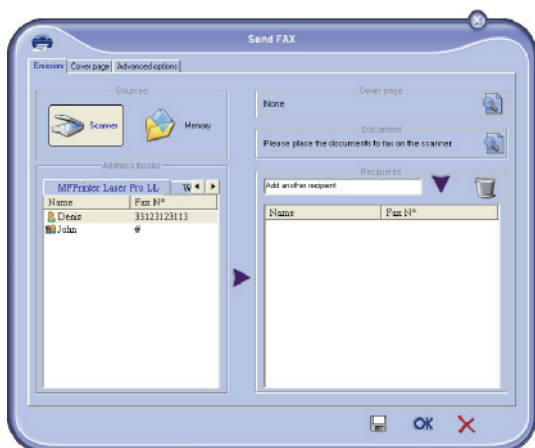 Send FAX
Emission Cover page Advanced options
Sources
Scanner
Memory
Address Books
MFPrinter Laser Pro LL
Name Fax N°
Denis 33123123113
John #
Cover page
None
Document
Please place the documents to fax on the scanner.
Recipients
Add another recipient
Name Fax N°
OK